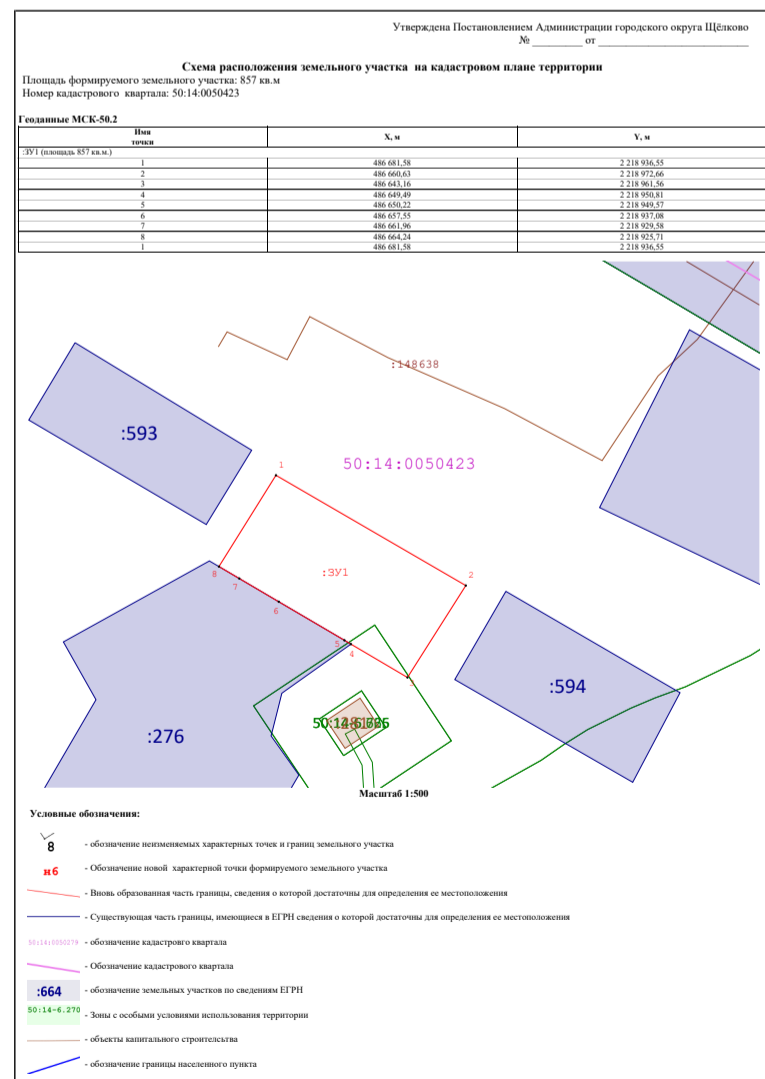 Утверждена Постановлением Администрации городского округа Щёлково
№ _________ от ___________________________
Схема расположения земельного участка на кадастровом плане территории
Площадь формируемого земельного участка: 857 кв.м
Номер кадастрового квартала: 50:14:0050423
Геоданные МСК-50.2
Имя точки X, м Y, м
:ЗУ1 (площадь 857 кв.м.)
1 486 681,58 2 218 936,55
2 486 660,63 2 218 972,66
3 486 643,16 2 218 961,56
4 486 649,49 2 218 950,81
5 486 650,22 2 218 949,57
6 486 657,55 2 218 937,08
7 486 661,96 2 218 929,58
8 486 664,24 2 218 925,71
1 486 681,58 2 218 936,55
:148638
:593
50:14:0050423
1
:ЗУ1
2
8
7
6
5
4
3
:594
:276
Масштаб 1:500
Условные обозначения:
8 - обозначение неизменяемых характерных точек и границ земельного участка
н6 - Обозначение новой характерной точки формируемого земельного участка
- Вновь образованная часть границы, сведения о которой достаточны для определения ее местоположения
- Существующая часть границы, имеющиеся в ЕГРН сведения о которой достаточны для определения ее местоположения
50:14:0050279 - обозначение кадастрго квартала
- Обозначение кадастрового квартала
:664 - обозначение земельных участков по сведениям ЕГРН
50:14-6.270 - Зоны с особыми условиями использования территории
- объекты капитального строителсьтва
- обозначение границы населенного пункта